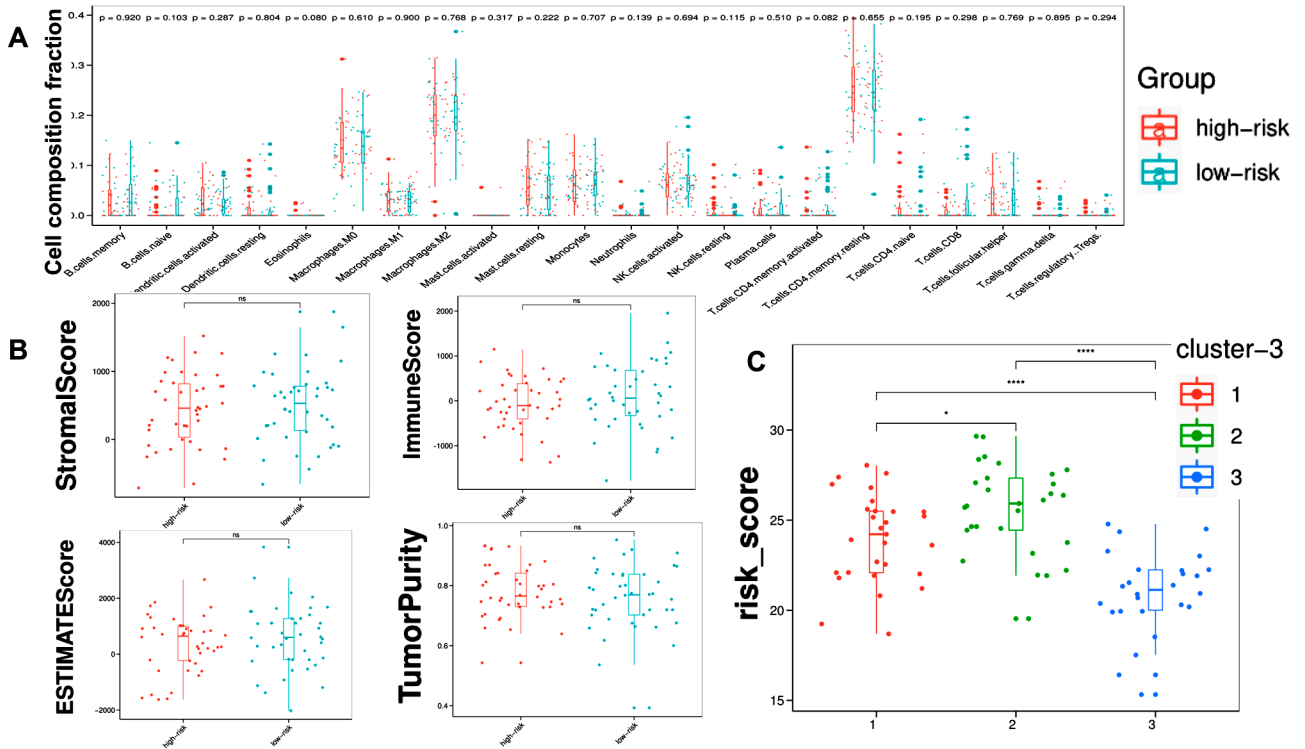 A
Cell composition fraction
p = 0.920 p = 0.103 p = 0.287 p = 0.804 p = 0.080 p = 0.610 p = 0.900 p = 0.768 p = 0.317 p = 0.222 p = 0.707 p = 0.139 p = 0.694 p = 0.115 p = 0.510 p = 0.082 p = 0.655 p = 0.195 p = 0.298 p = 0.769 p = 0.895 p = 0.294
0.4
0.3
0.2
0.1
0.0
B.cells.memory
B.cells.naive
Dendritic.cells.activated
Dendritic.cells.resting
Eosinophils
Macrophages.M0
Macrophages.M1
Macrophages.M2
Mast.cells.activated
Mast.cells.resting
Monocytes
Neutrophils
NK.cells.activated
NK.cells.resting
Plasma.cells
T.cells.CD4.memory.activated
T.cells.CD4.memory.resting
T.cells.CD4.naive
T.cells.CD8
T.cells.follicular.helper
T.cells.gamma.delta
T.cells.regulatory..Tregs.
Group
a high-risk
a low-risk
B
StromalScore
2000
1000
0
ns
high-risk
low-risk
ImmuneScore
2000
1000
0
-1000
ns
high-risk
low-risk
ESTIMATEScore
4000
2000
0
-2000
ns
high-risk
low-risk
TumorPurity
1.0
0.8
0.6
0.4
ns
high-risk
low-risk
C
risk_score
30
25
20
15
****
****
*
1 2 3
cluster-3
1
2
3